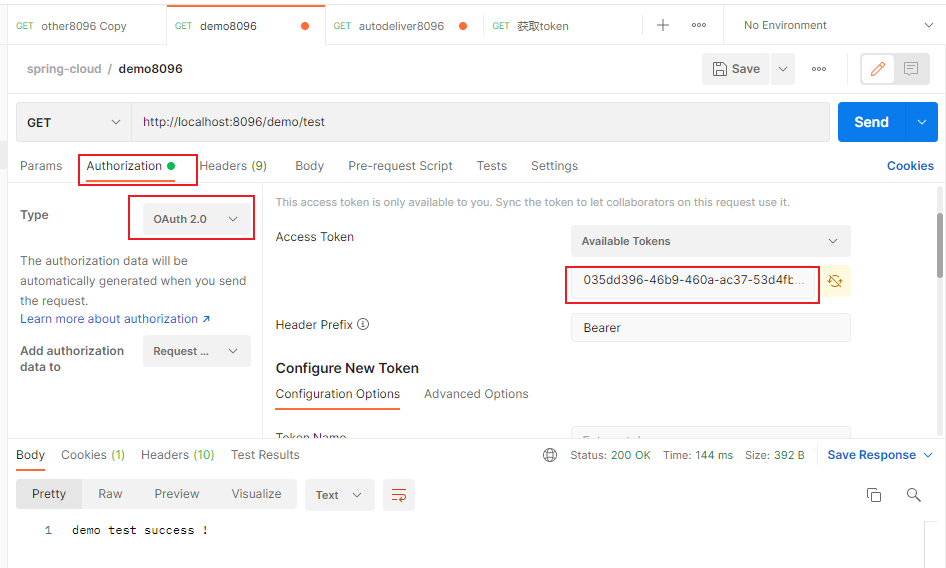 GET other8096 Copy GET demo8096 GET autodeliver8096 GET 获取token No Environment
spring-cloud / demo8096 Save
GET http://localhost:8096/demo/test Send
Params Authorization Headers (9) Body Pre-request Script Tests Settings Cookies
This access token is only available to you. Sync the token to let collaborators on this request use it.
Type OAuth 2.0
Access Token Available Tokens
The authorization data will be
automatically generated when you send
the request.
Learn more about authorization ↗
035dd396-46b9-460a-ac37-53d4fb...
Header Prefix Bearer
Add authorization
data to
Request ...
Configure New Token
Configuration Options Advanced Options
Token Name
Body Cookies (1) Headers (10) Test Results Status: 200 OK Time: 144 ms Size: 392 B Save Response
Pretty Raw Preview Visualize Text
1 demo test success !